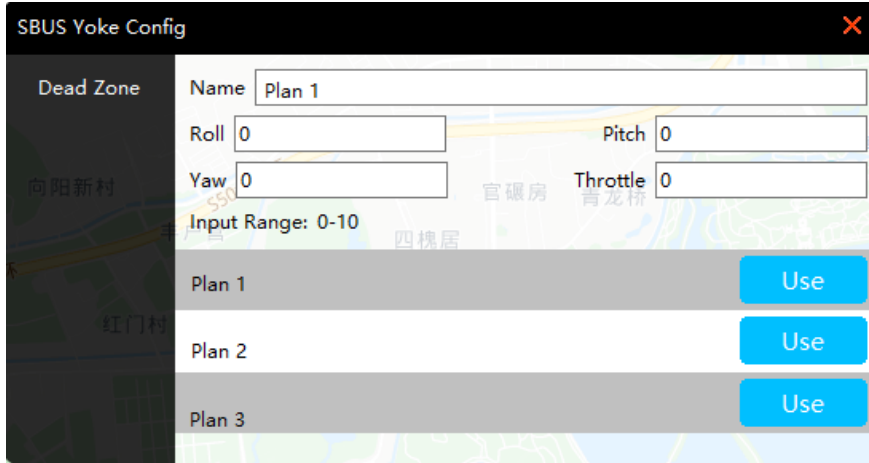 SBUS Yoke Config
Dead Zone
Name Plan 1
Roll 0 Pitch 0
Yaw 0 Throttle 0
Input Range: 0-10
向阳新村
S50
官碾房
青龙桥
四槐居
红门村
Plan 1 Use
Plan 2 Use
Plan 3 Use